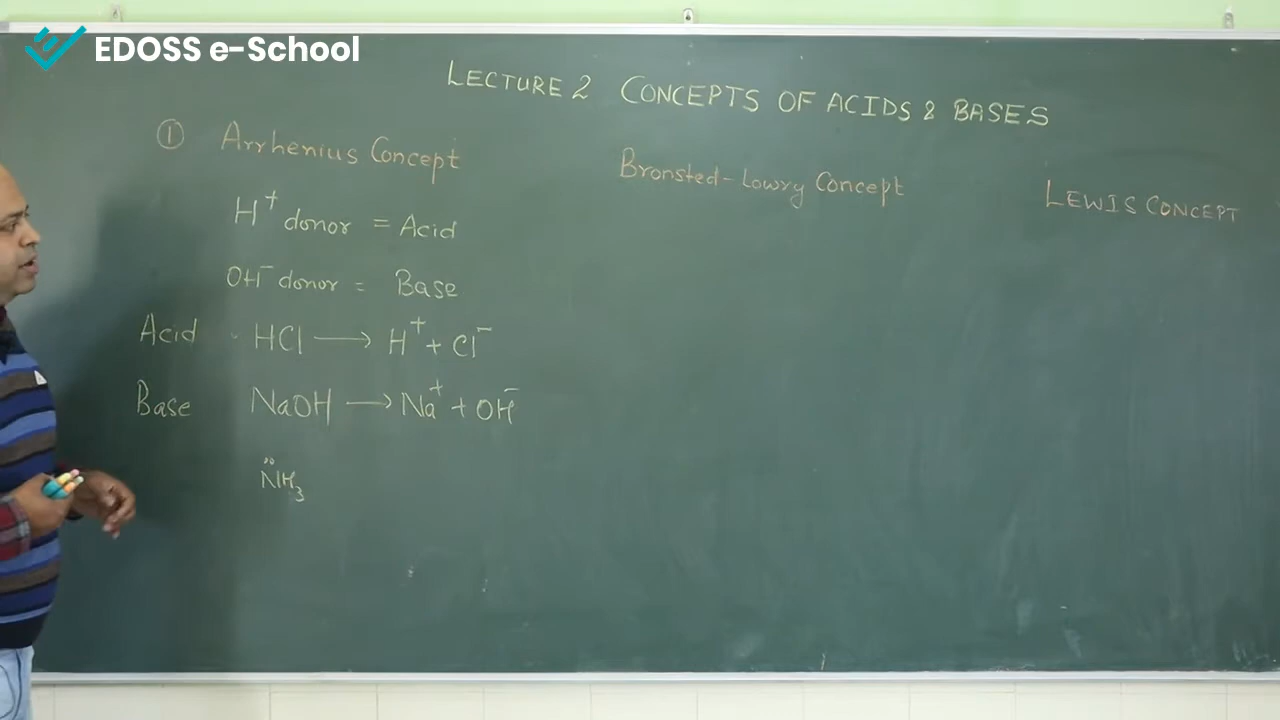 EDOSS e-School
LECTURE 2 CONCEPTS OF ACIDS & BASES
① Arrhenius Concept
Bronsted-Lowry Concept
LEWIS CONCEPT
H⁺ donor = Acid
OH⁻ donor = Base
Acid HCl ⟶ H⁺ + Cl⁻
Base NaOH ⟶ Na⁺ + OH⁻
N̈H₃